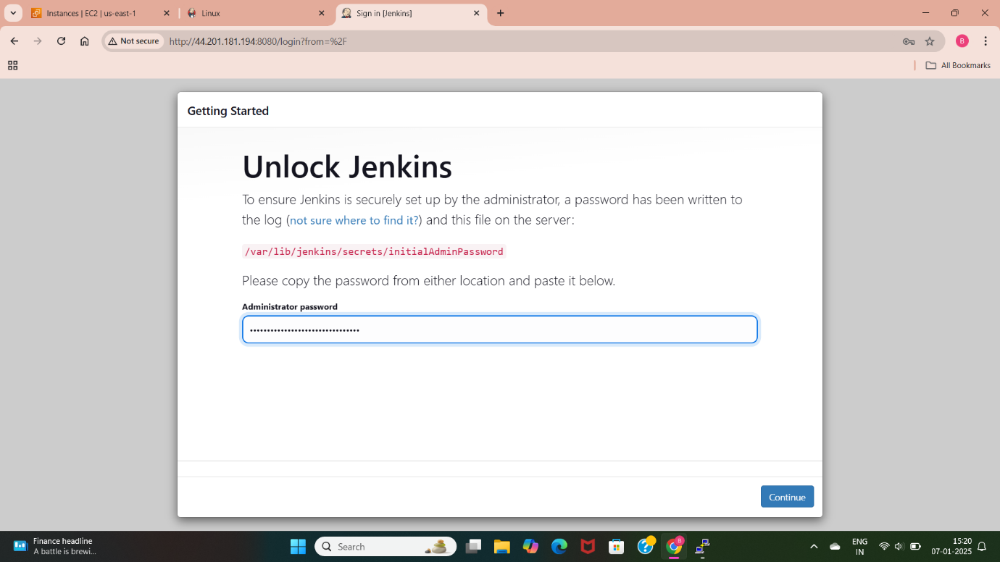 Instances | EC2 | us-east-1
Linux
Sign in [Jenkins]
Not secure
http://44.201.181.194:8080/login?from=%2F
B
All Bookmarks
Getting Started
Unlock Jenkins
To ensure Jenkins is securely set up by the administrator, a password has been written to
the log (not sure where to find it?) and this file on the server:
/var/lib/jenkins/secrets/initialAdminPassword
Please copy the password from either location and paste it below.
Administrator password
••••••••••••••••••••••••••••••••
Continue
Finance headline
A battle is brewi...
Search
B
ENG
IN
15:20
07-01-2025